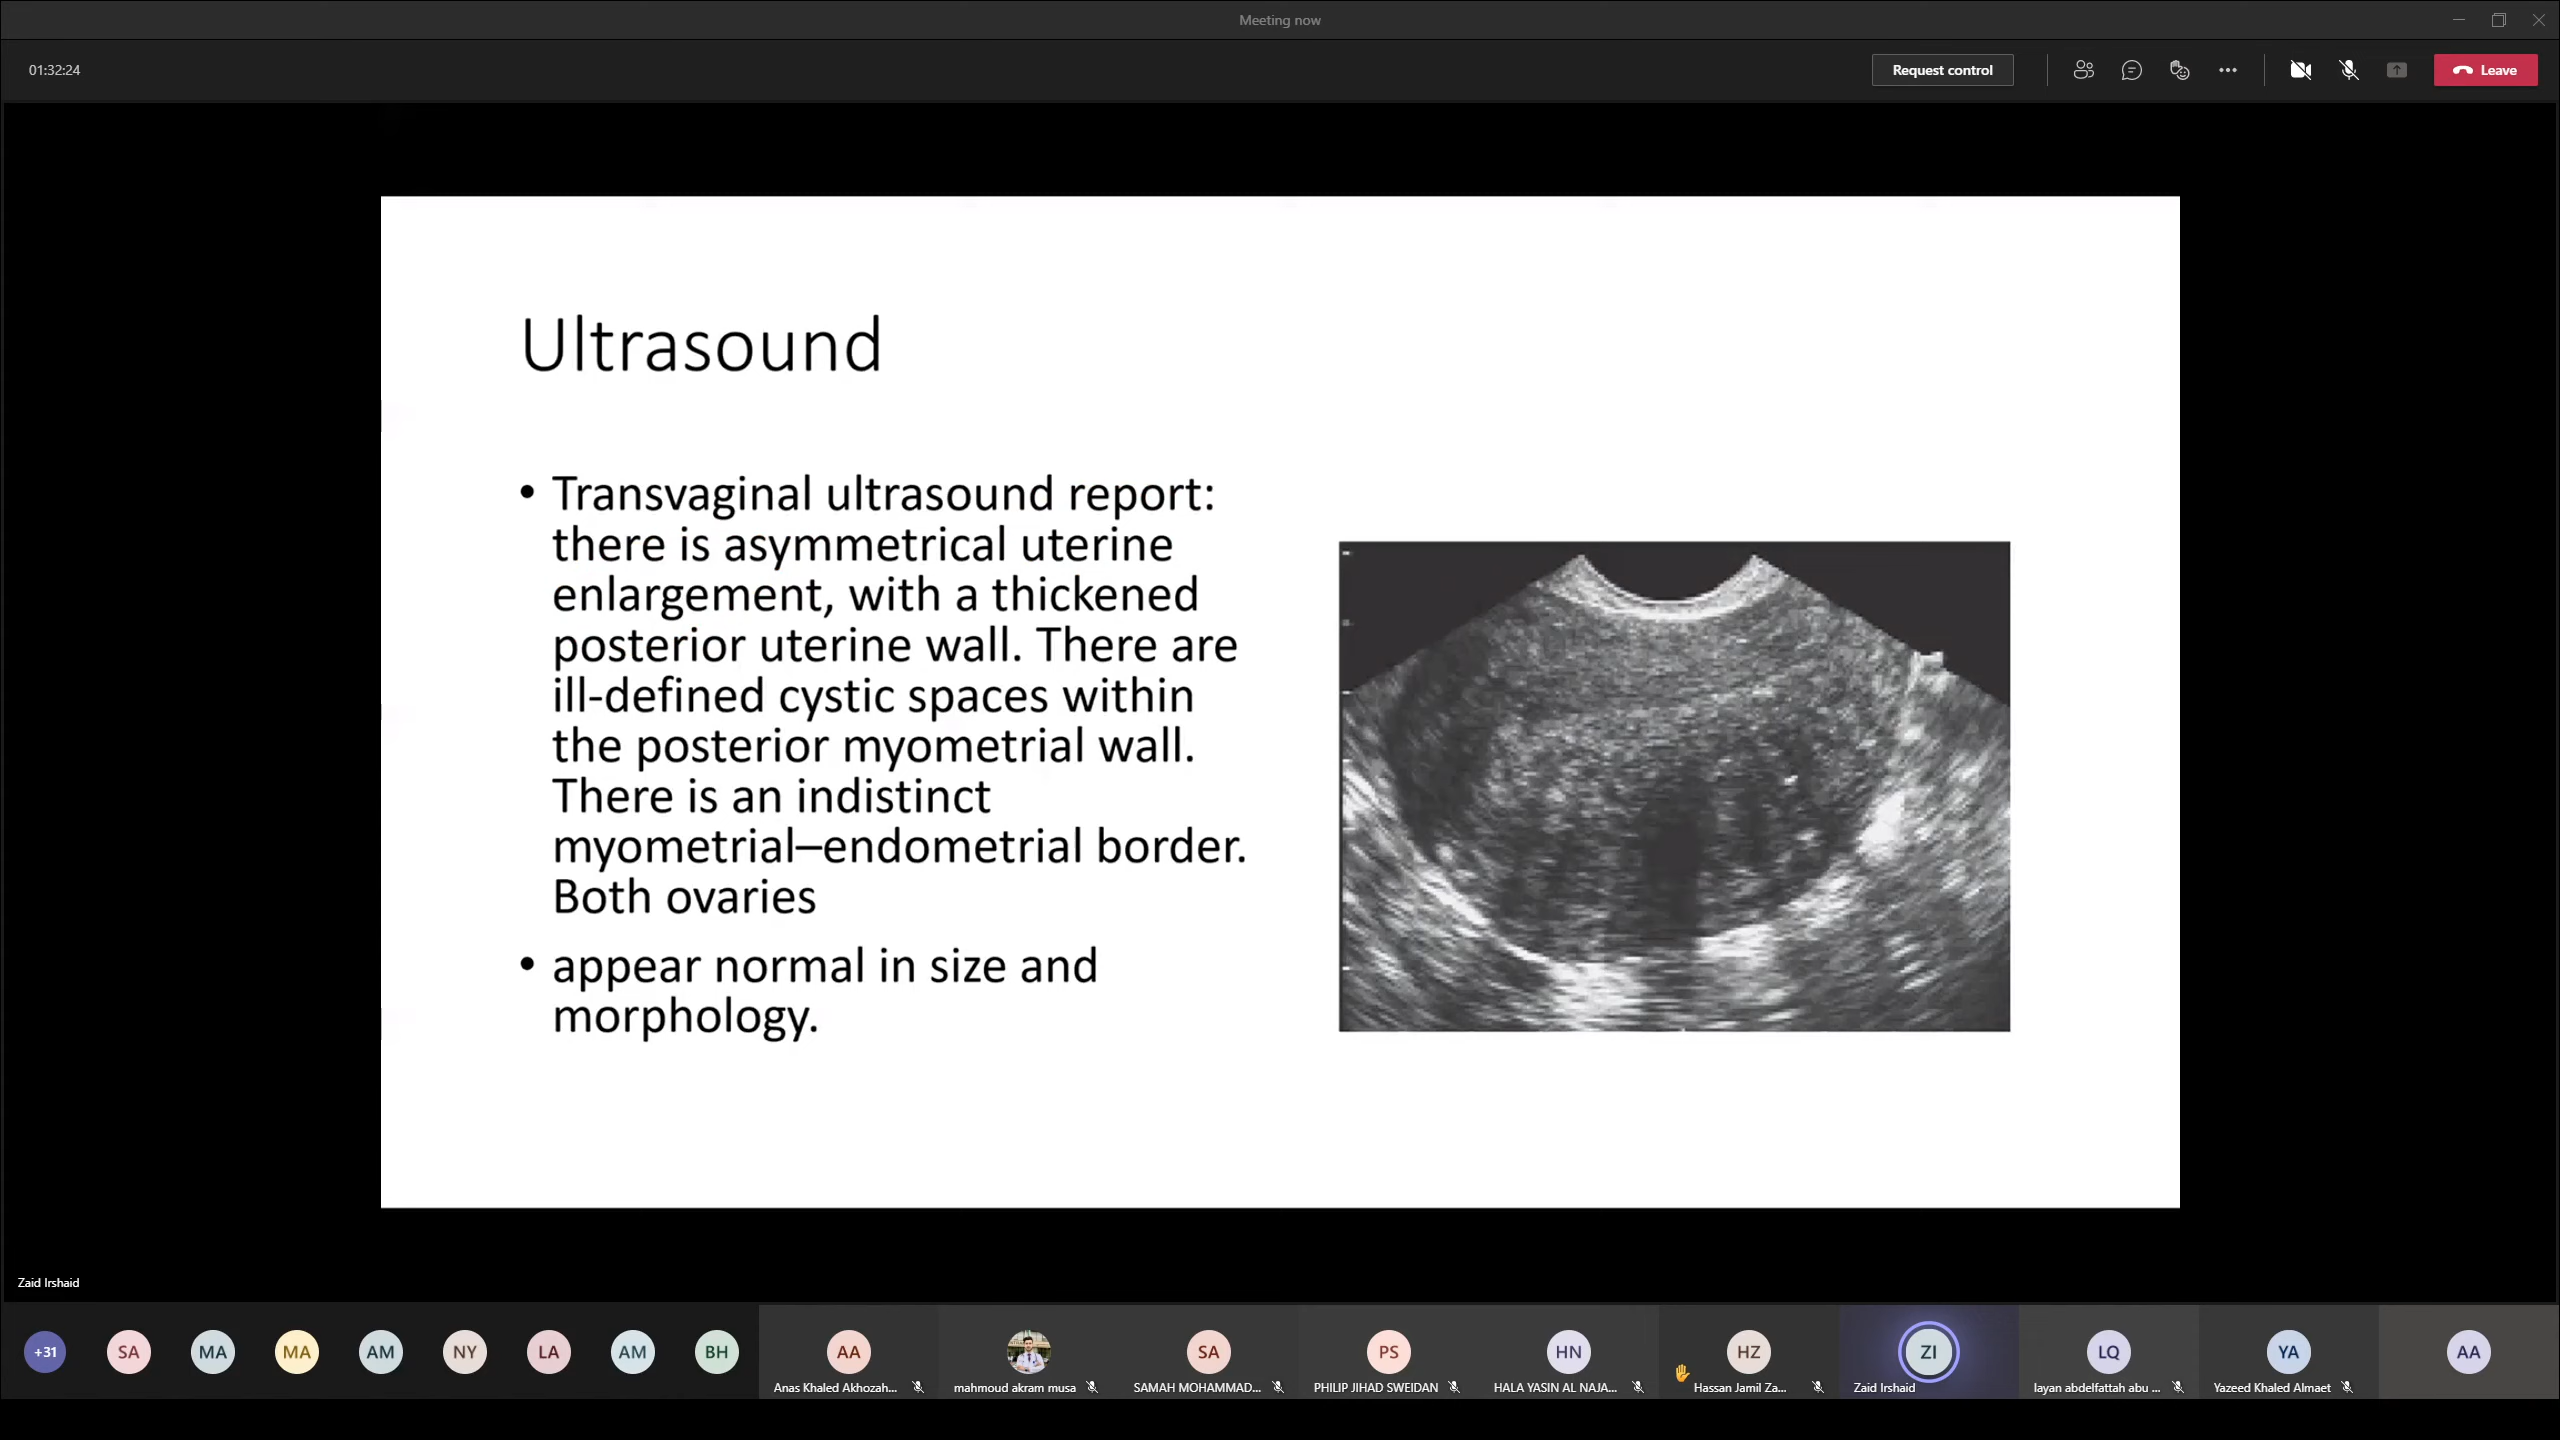 Meeting now
01:32:24
Request control
Leave
Ultrasound
• Transvaginal ultrasound report:
there is asymmetrical uterine
enlargement, with a thickened
posterior uterine wall. There are
ill-defined cystic spaces within
the posterior myometrial wall.
There is an indistinct
myometrial–endometrial border.
Both ovaries
• appear normal in size and
morphology.
Zaid Irshaid
+31
SA
MA
MA
AM
NY
LA
AM
BH
AA
SA
PS
HN
HZ
ZI
LQ
YA
AA
Anas Khaled Akhozah...
mahmoud akram musa
SAMAH MOHAMMAD...
PHILIP JIHAD SWEIDAN
HALA YASIN AL NAJA...
Hassan Jamil Za...
Zaid Irshaid
layan abdelfattah abu ...
Yazeed Khaled Almaet